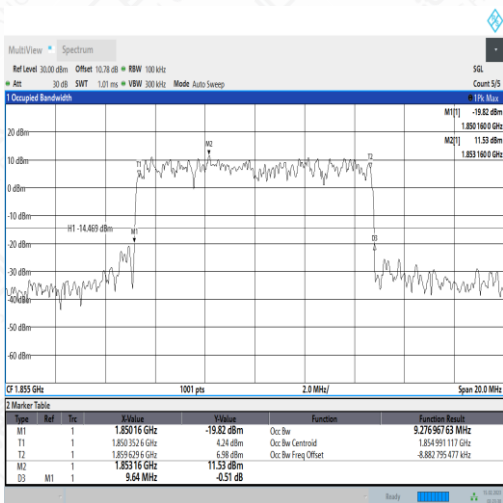 MultiView Spectrum
Ref Level 30.00 dBm Offset 10.78 dB RBW 100 kHz SGL
Att 30 dB SWT 1.01 ms VBW 300 kHz Mode Auto Sweep Count 5/5
1 Occupied Bandwidth 1Pk Max
M1[1] -19.82 dBm
1.850 160 0 GHz
M2[1] 11.53 dBm
1.853 160 0 GHz
20 dBm
M2
10 dBm T1 T2
0 dBm
-10 dBm
H1 -14.469 dBm M1
D3
-20 dBm
-30 dBm
-40 dBm
-50 dBm
-60 dBm
CF 1.855 GHz 1001 pts 2.0 MHz/ Span 20.0 MHz
2 Marker Table
Type Ref Trc X-Value Y-Value Function Function Result
M1 1 1.850 16 GHz -19.82 dBm Occ Bw 9.276 967 63 MHz
T1 1 1.850 352 6 GHz 4.24 dBm Occ Bw Centroid 1.854 991 117 GHz
T2 1 1.859 629 6 GHz 6.98 dBm Occ Bw Freq Offset -8.882 795 477 kHz
M2 1 1.853 16 GHz 11.53 dBm
D3 M1 1 9.64 MHz -0.51 dB
Ready